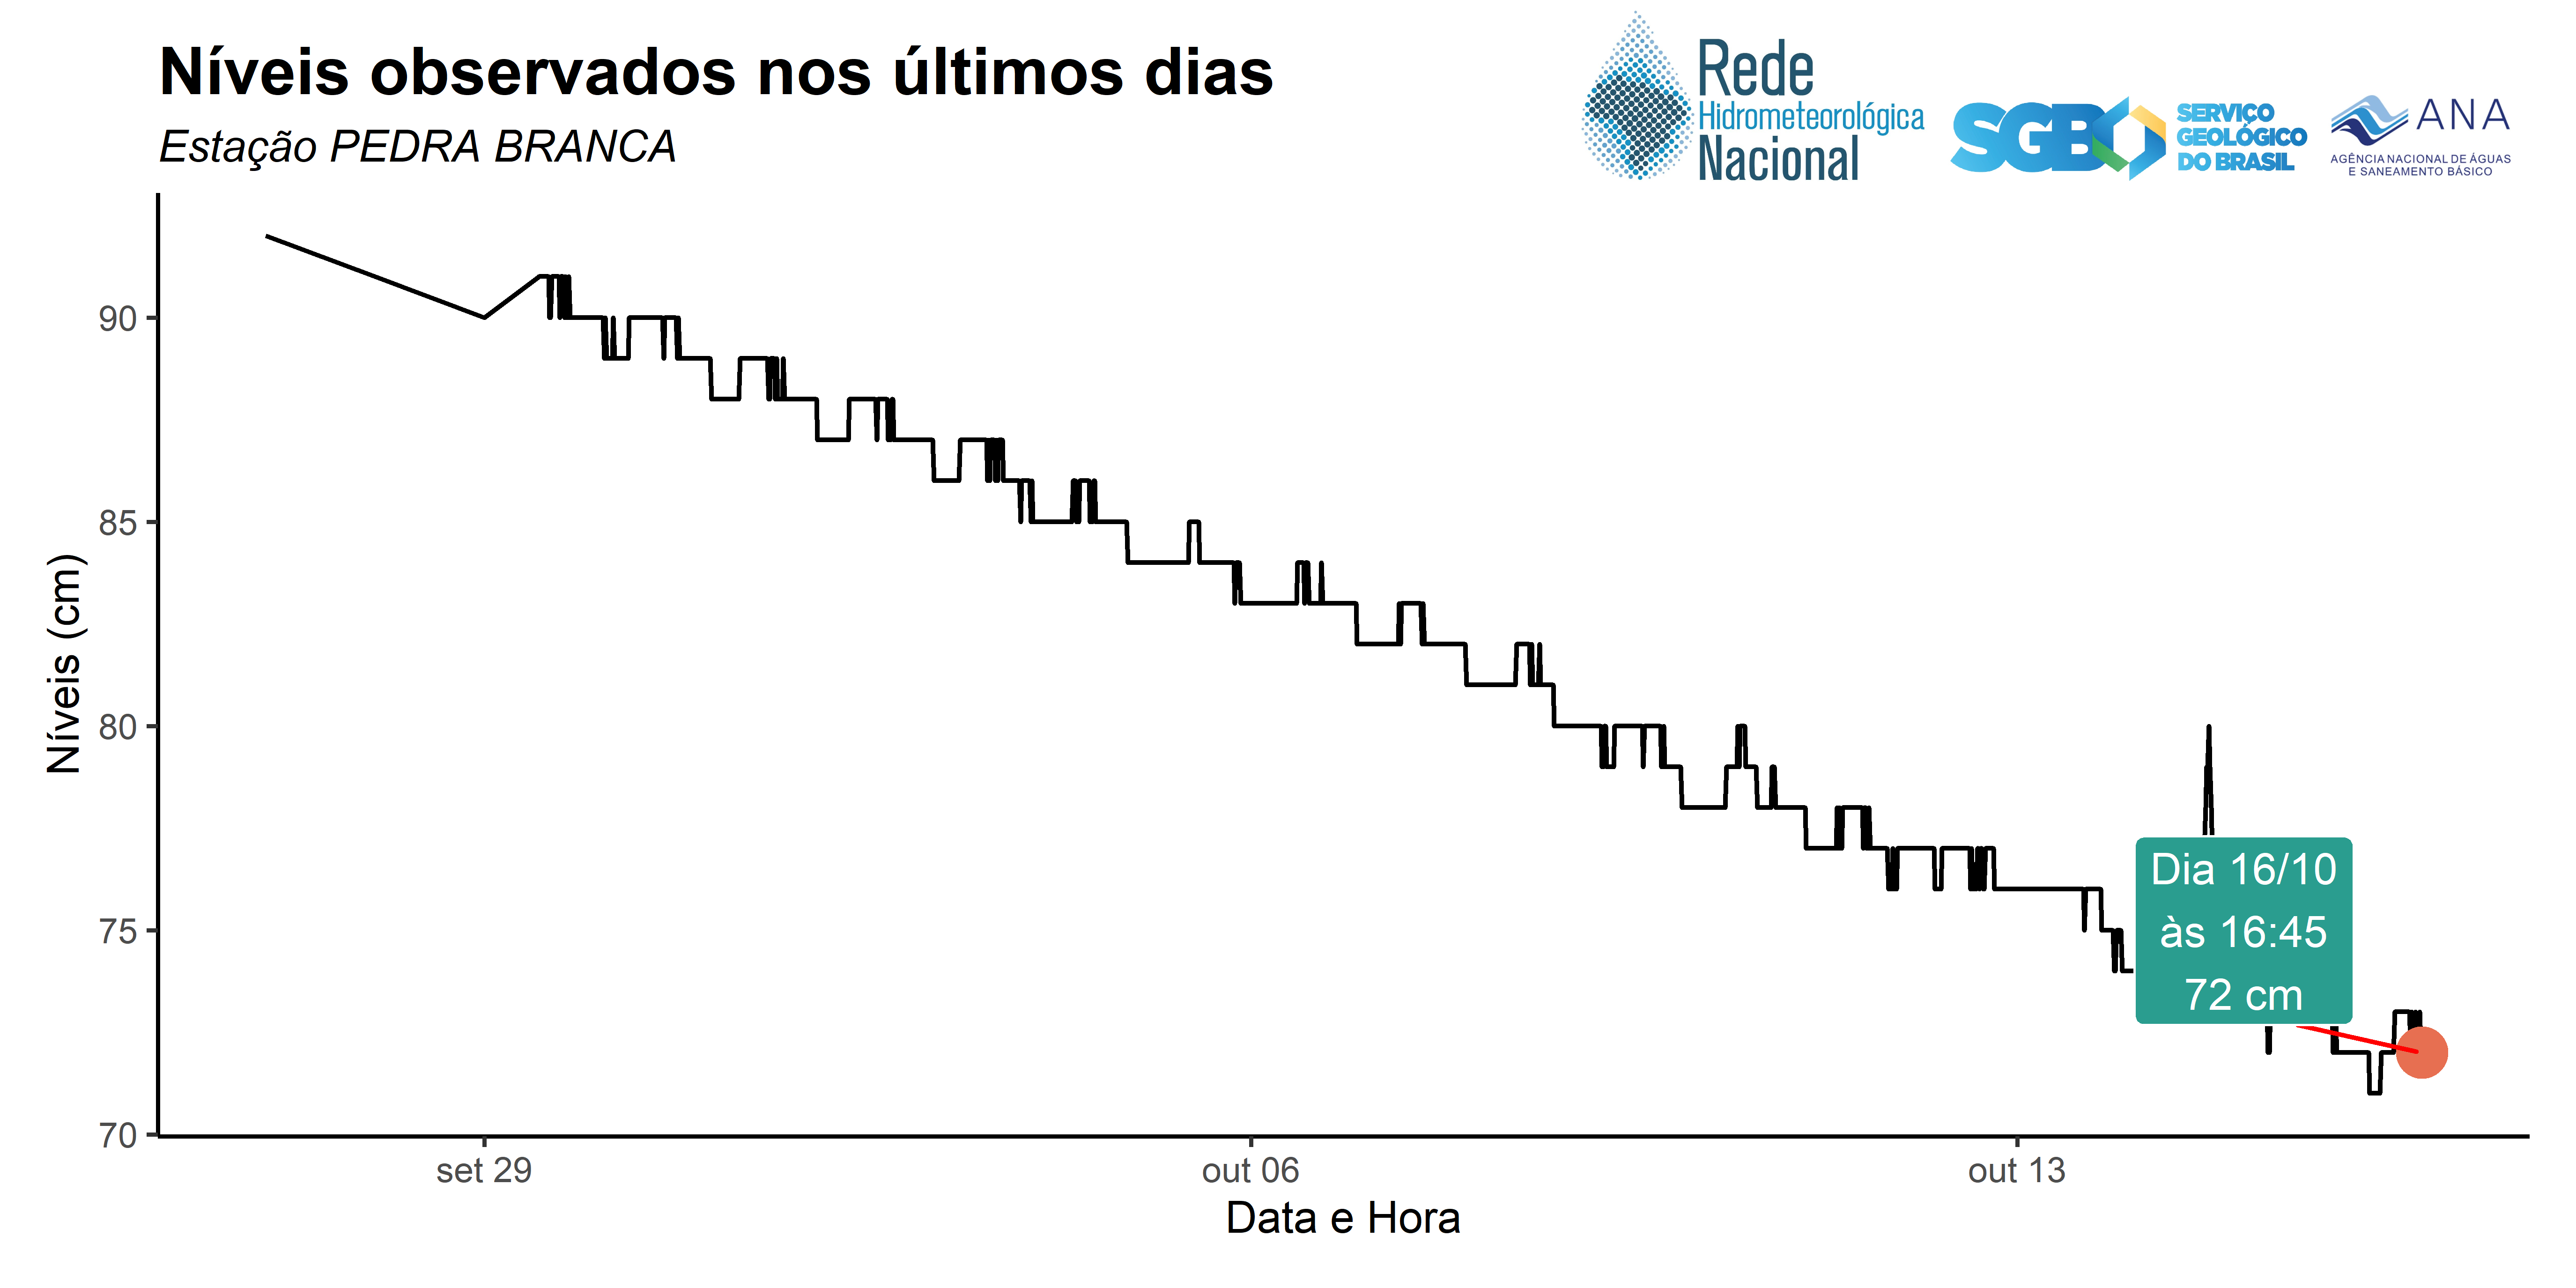 Níveis observados nos últimos dias
Estação PEDRA BRANCA
Rede
Hidrometeorológica
Nacional
SGB
SERVIÇO
GEOLÓGICO
DO BRASIL
ANA
AGÊNCIA NACIONAL DE ÁGUAS
E SANEAMENTO BÁSICO
Níveis (cm)
90
85
80
75
70
Dia 16/10
às 16:45
72 cm
set 29
out 06
out 13
Data e Hora